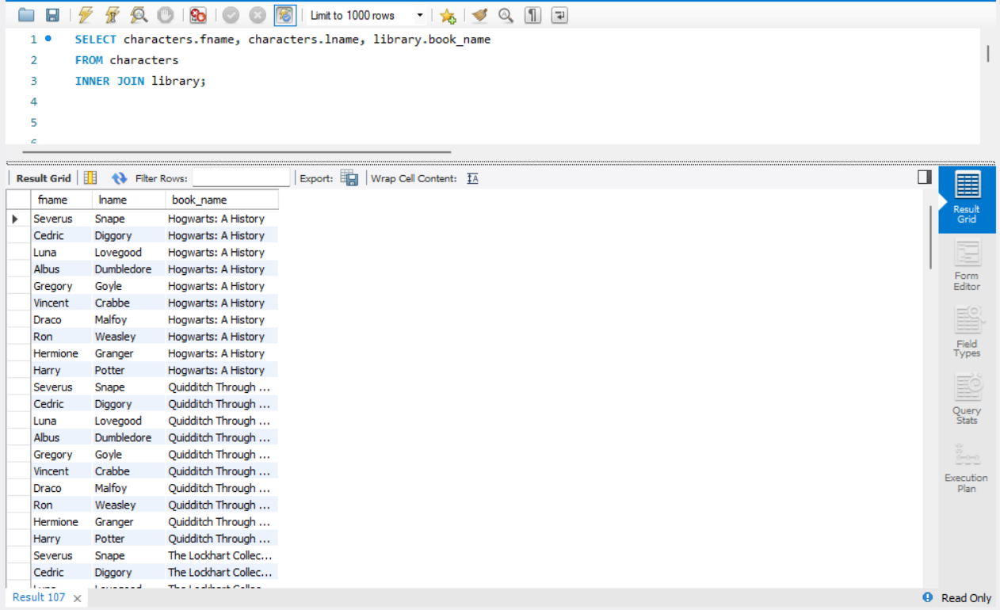 Limit to 1000 rows
1 SELECT characters.fname, characters.lname, library.book_name
2 FROM characters
3 INNER JOIN library;
4
5
Result Grid Filter Rows: Export: Wrap Cell Content:
fname lname book_name
Severus Snape Hogwarts: A History
Cedric Diggory Hogwarts: A History
Luna Lovegood Hogwarts: A History
Albus Dumbledore Hogwarts: A History
Gregory Goyle Hogwarts: A History
Vincent Crabbe Hogwarts: A History
Draco Malfoy Hogwarts: A History
Ron Weasley Hogwarts: A History
Hermione Granger Hogwarts: A History
Harry Potter Hogwarts: A History
Severus Snape Quidditch Through ...
Cedric Diggory Quidditch Through ...
Luna Lovegood Quidditch Through ...
Albus Dumbledore Quidditch Through ...
Gregory Goyle Quidditch Through ...
Vincent Crabbe Quidditch Through ...
Draco Malfoy Quidditch Through ...
Ron Weasley Quidditch Through ...
Hermione Granger Quidditch Through ...
Harry Potter Quidditch Through ...
Severus Snape The Lockhart Collec...
Cedric Diggory The Lockhart Collec...
Result
Grid
Form
Editor
Field
Types
Query
Stats
Execution
Plan
Result 107
Read Only